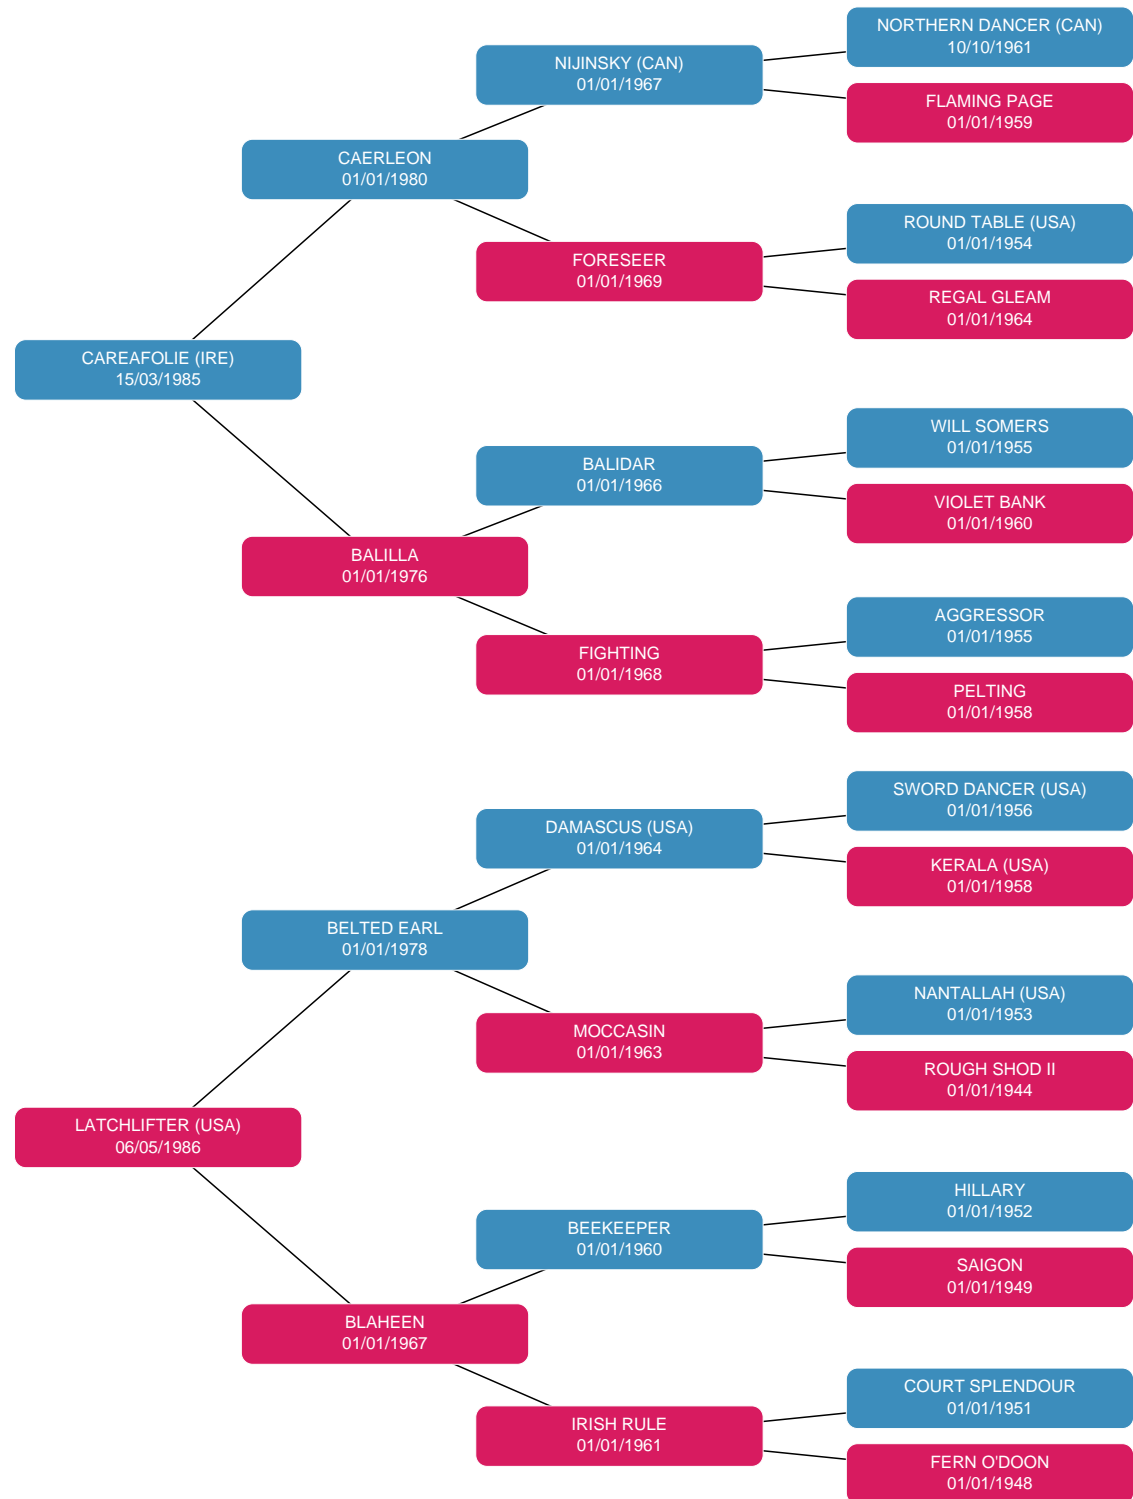 NORTHERN DANCER (CAN)
10/10/1961
NIJINSKY (CAN)
01/01/1967
FLAMING PAGE
01/01/1959
CAERLEON
01/01/1980
ROUND TABLE (USA)
01/01/1954
FORESEER
01/01/1969
REGAL GLEAM
01/01/1964
CAREAFOLIE (IRE)
15/03/1985
WILL SOMERS
01/01/1955
BALIDAR
01/01/1966
VIOLET BANK
01/01/1960
BALILLA
01/01/1976
AGGRESSOR
01/01/1955
FIGHTING
01/01/1968
PELTING
01/01/1958
SWORD DANCER (USA)
01/01/1956
DAMASCUS (USA)
01/01/1964
KERALA (USA)
01/01/1958
BELTED EARL
01/01/1978
NANTALLAH (USA)
01/01/1953
MOCCASIN
01/01/1963
ROUGH SHOD II
01/01/1944
LATCHLIFTER (USA)
06/05/1986
HILLARY
01/01/1952
BEEKEEPER
01/01/1960
SAIGON
01/01/1949
BLAHEEN
01/01/1967
COURT SPLENDOUR
01/01/1951
IRISH RULE
01/01/1961
FERN O'DOON
01/01/1948